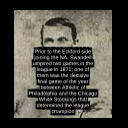 Prior to the Eckford side
joining the NA, Swandell
umpired two games in the
league in 1871; one of
them was the decisive
final game of the year
between Athletic of
Philadelphia and the Chicago
White Stockings that
determined the league
champion